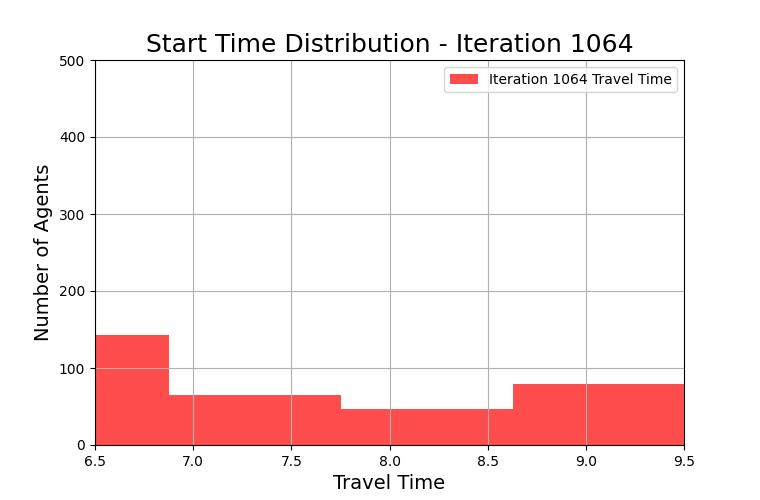 Start Time Distribution - Iteration 1064
500
Iteration 1064 Travel Time
400
300
200
100
0
Number of Agents
6.5 7.0 7.5 8.0 8.5 9.0 9.5
Travel Time